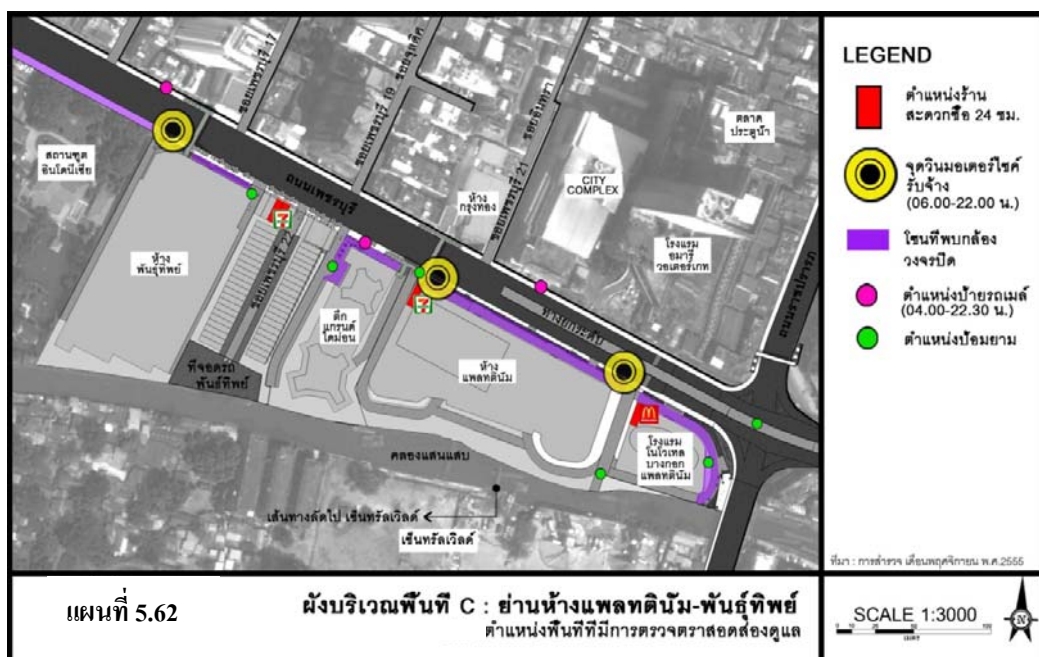 ซอยเพชรบุรี 17
ซอยเพชรบุรี 19
ซอยจุลดิศ
ซอยอินทรา
ซอยเพชรบุรี 21
ตลาด
ประตูน้ำ
สถานฑูต
อินโดนีเซีย
ถนนเพชรบุรี
ห้าง
กรุงทอง
CITY
COMPLEX
โรงแรม
อมารี
วอเตอร์เกท
ถนนราชปรารภ
ห้าง
พันธุ์ทิพย์
ตึก
แกรนด์
ไดม่อน
ทางยกระดับ
ห้าง
แพลทตินั่ม
ที่จอดรถ
พันธุ์ทิพย์
โรงแรม
โนโวเทล
บางกอก
แพลทตินั่ม
คลองแสนแสบ
เส้นทางลัดไป เซ็นทรัลเวิลด์
เซ็นทรัลเวิลด์
LEGEND
ตำแหน่งร้าน
สะดวกซื้อ 24 ชม.
จุดวินมอเตอร์ไซค์
รับจ้าง
(06.00-22.00 น.)
โซนที่พบกล้อง
วงจรปิด
ตำแหน่งป้ายรถเมล์
(04.00-22.30 น.)
ตำแหน่งป้อมยาม
ที่มา : การสำรวจ เดือนพฤศจิกายน พ.ศ.2555
แผนที่ 5.62
ผังบริเวณพื้นที่ C : ย่านห้างแพลทตินั่ม-พันธุ์ทิพย์
ตำแหน่งพื้นที่ที่มีการตรวจตราสอดส่องดูแล
SCALE 1:3000
N